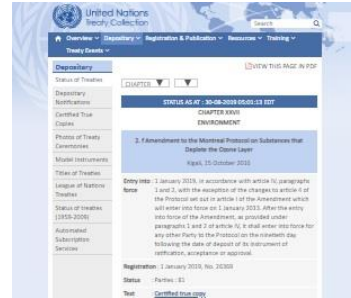 United Nations
Treaty Collection
Search
Overview Depositary Registration & Publication Resources Training
Treaty Events
Depositary
VIEW THIS PAGE IN PDF
Status of Treaties
CHAPTER
Depositary
Notifications
STATUS AS AT : 30-08-2019 05:01:13 EDT
Certified True
Copies
CHAPTER XXVII
ENVIRONMENT
Photos of Treaty
Ceremonies
2. f Amendment to the Montreal Protocol on Substances that
Deplete the Ozone Layer
Model Instruments
Kigali, 15 October 2016
Titles of Treaties
League of Nations
Treaties
Status of treaties
(1959-2009)
Automated
Subscription
Services
Entry into : 1 January 2019, in accordance with article IV, paragraphs
force 1 and 2, with the exception of the changes to article 4 of
the Protocol set out in article I of the Amendment which
will enter into force on 1 January 2033. After the entry
into force of the Amendment, as provided under
paragraphs 1 and 2 of article IV, it shall enter into force for
any other Party to the Protocol on the ninetieth day
following the date of deposit of its instrument of
ratification, acceptance or approval.
Registration : 1 January 2019, No. 26369
Status : Parties : 81
Text : Certified true copy